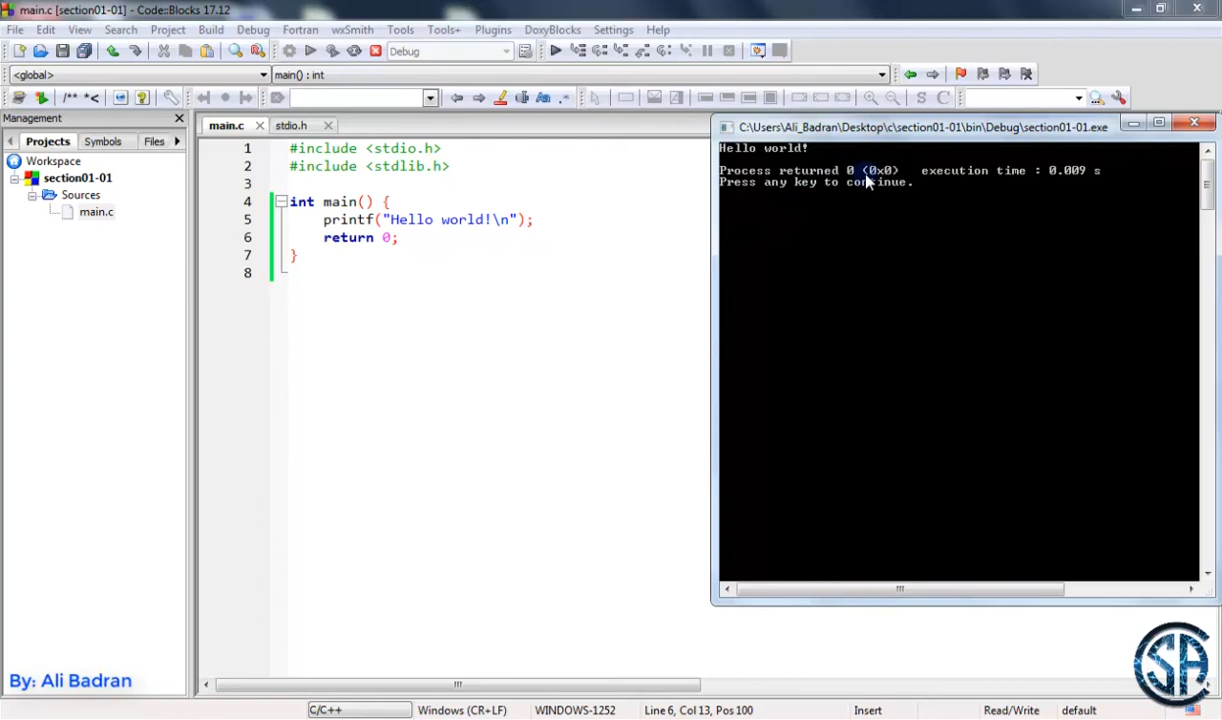 main.c [section01-01] - Code::Blocks 17.12
File Edit View Search Project Build Debug Fortran wxSmith Tools Tools+ Plugins DoxyBlocks Settings Help
Debug
<global> main() : int
/** *<
S C
Management
Projects Symbols Files
Workspace
section01-01
Sources
main.c
main.c stdio.h
1 #include <stdio.h>
2 #include <stdlib.h>
3
4 int main() {
5 printf("Hello world!\n");
6 return 0;
7 }
8
C:\Users\Ali_Badran\Desktop\c\section01-01\bin\Debug\section01-01.exe
Hello world!
Process returned 0 (0x0) execution time : 0.009 s
Press any key to continue.
By: Ali Badran
SA
C/C++ Windows (CR+LF) WINDOWS-1252 Line 6, Col 13, Pos 100 Insert Read/Write default